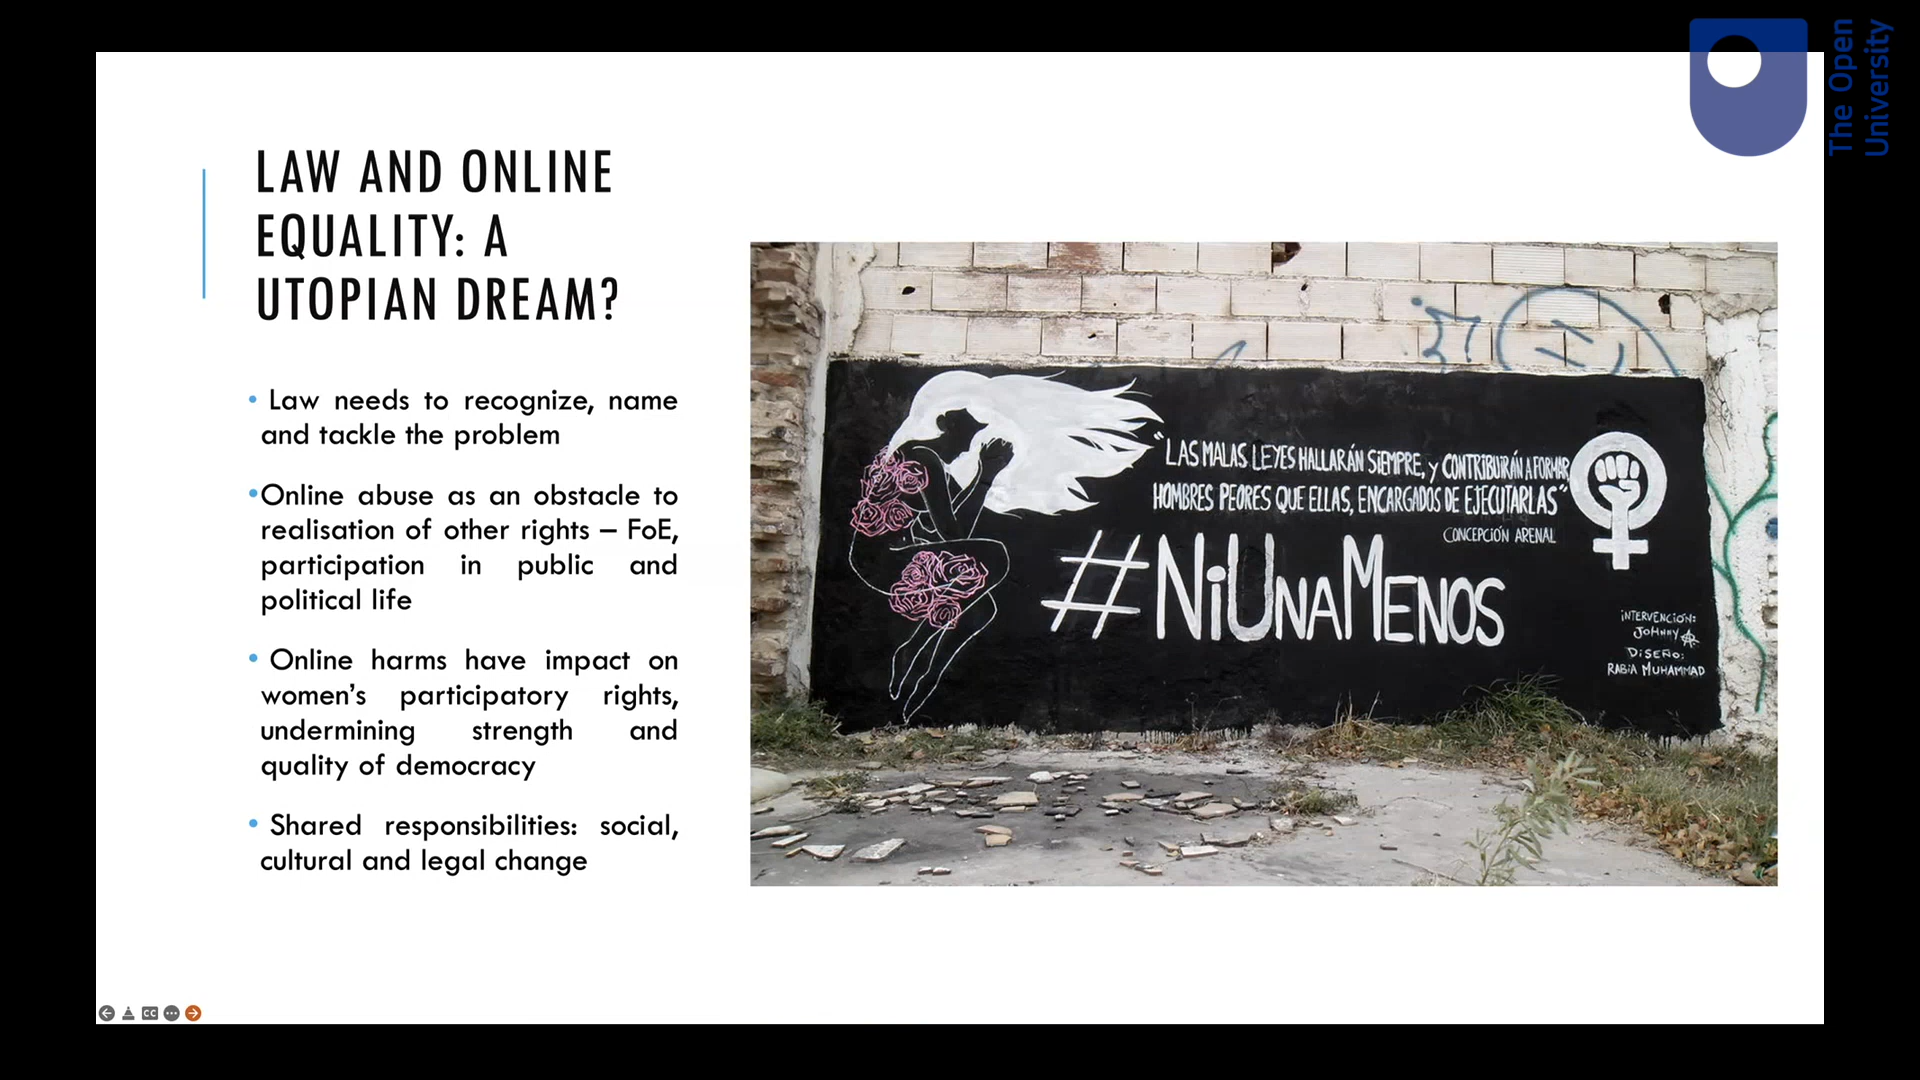 LAW AND ONLINE
EQUALITY: A
UTOPIAN DREAM?
• Law needs to recognize, name
and tackle the problem
•Online abuse as an obstacle to
realisation of other rights – FoE,
participation in public and
political life
• Online harms have impact on
women's participatory rights,
undermining strength and
quality of democracy
• Shared responsibilities: social,
cultural and legal change
"LAS MALAS LEYES HALLARÁN SIEMPRE, y CONTRIBUIRÁN A FORMAR,
HOMBRES PEORES QUE ELLAS, ENCARGADOS DE EJECUTARLAS"
CONCEPCIÓN ARENAL
#NiUNAMENOS
iNTERVENCIÓN:
JOHNNY
DiSEÑO:
RABiA MUHAMMAD
The Open
University
CC